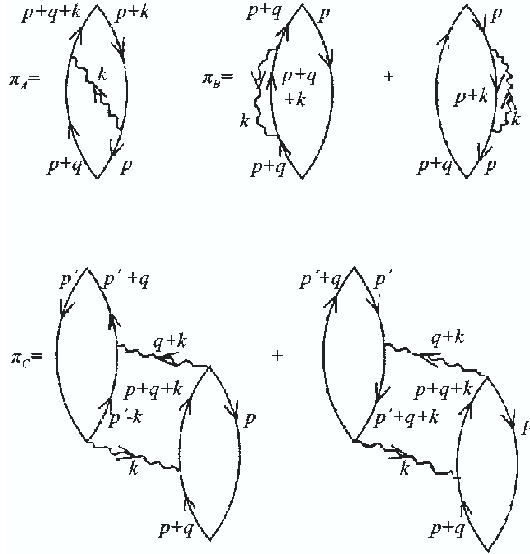 p+q+k p+k p+q p p
π_A= k π_B= p+q +k + p+k
k k
p+q p p+q p+q p
p´ p´+q p´+q p´
π_C= q+k + q+k
p+q+k p p+q+k p
p´-k p´+q+k
k k
p+q p+q